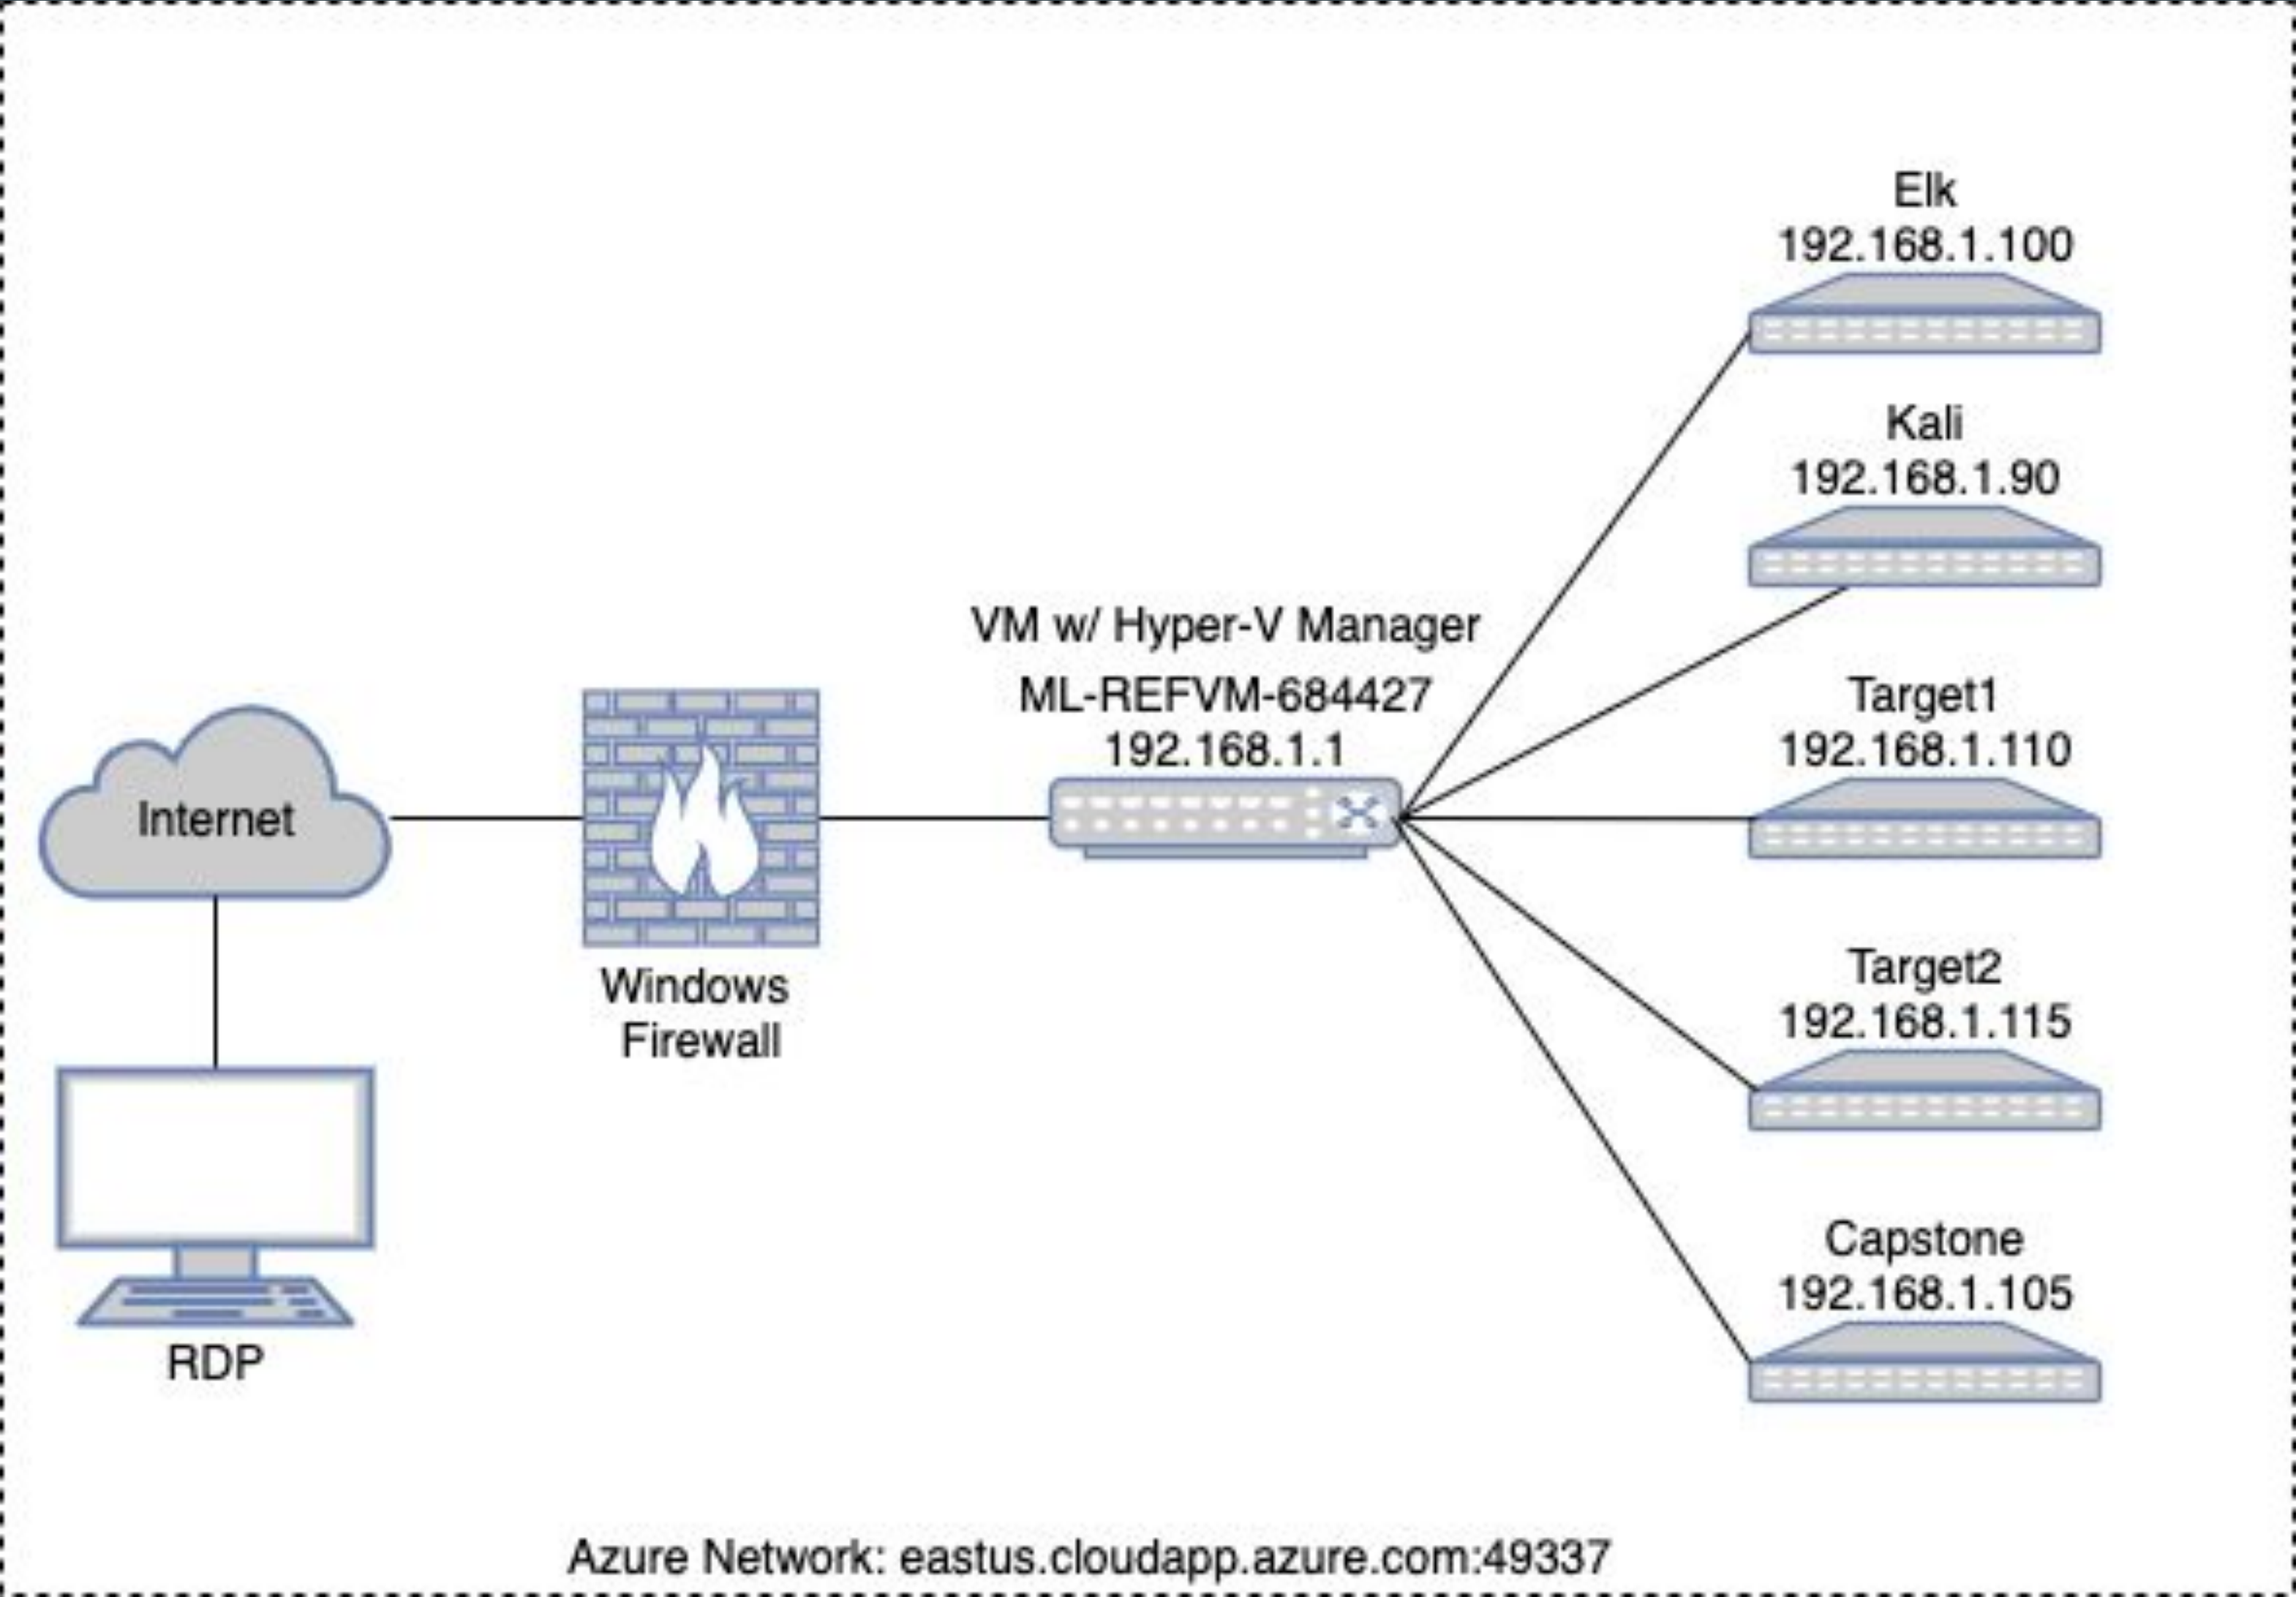 Elk
192.168.1.100
Kali
192.168.1.90
VM w/ Hyper-V Manager
ML-REFVM-684427
192.168.1.1
Target1
192.168.1.110
Internet
Windows
Firewall
Target2
192.168.1.115
Capstone
192.168.1.105
RDP
Azure Network: eastus.cloudapp.azure.com:49337